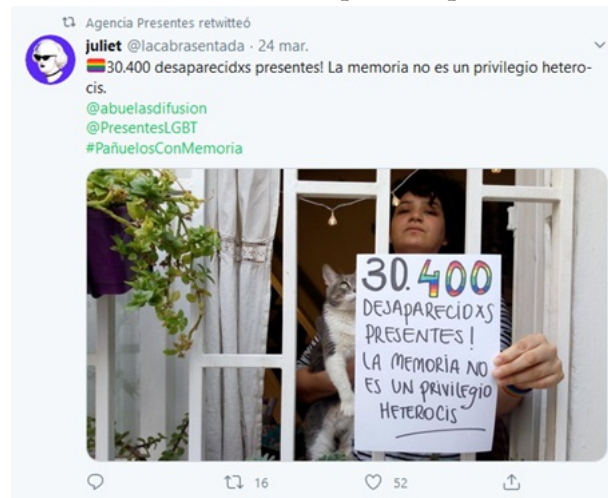 Agencia Presentes retwitteó
juliet @lacabrasentada · 24 mar.
30.400 desaparecidxs presentes! La memoria no es un privilegio hetero-
cis.
@abuelasdifusion
@PresentesLGBT
#PañuelosConMemoria
30.400
DESAPARECIDXS
PRESENTES!
LA MEMORIA NO
ES UN PRIVILEGIO
HETEROCIS
16
52